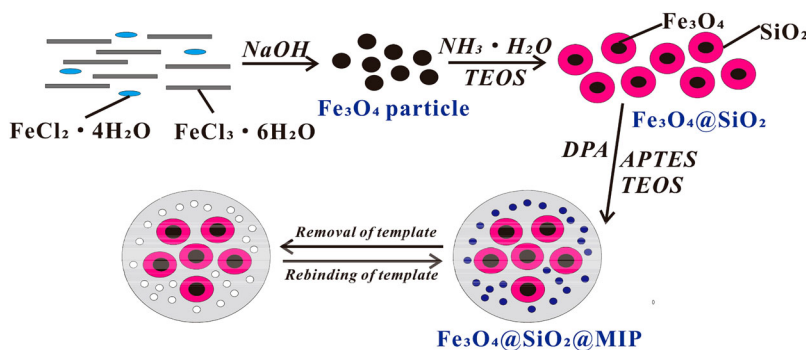 NaOH
NH₃・H₂O
TEOS
Fe₃O₄
SiO₂
Fe₃O₄ particle
FeCl₂・4H₂O
FeCl₃・6H₂O
Fe₃O₄@SiO₂
DPA
APTES
TEOS
Removal of template
Rebinding of template
Fe₃O₄@SiO₂@MIP